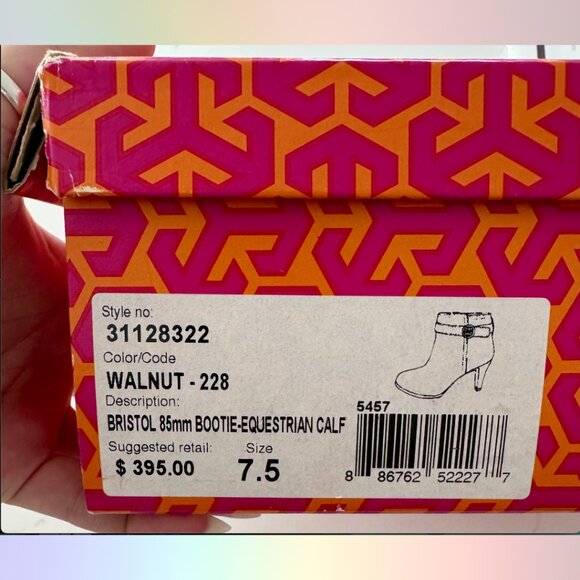 Style no:
31128322
Color/Code
WALNUT - 228
Description:
BRISTOL 85mm BOOTIE-EQUESTRIAN CALF
Suggested retail: Size
$ 395.00 7.5
5457
8 86762 52227 7